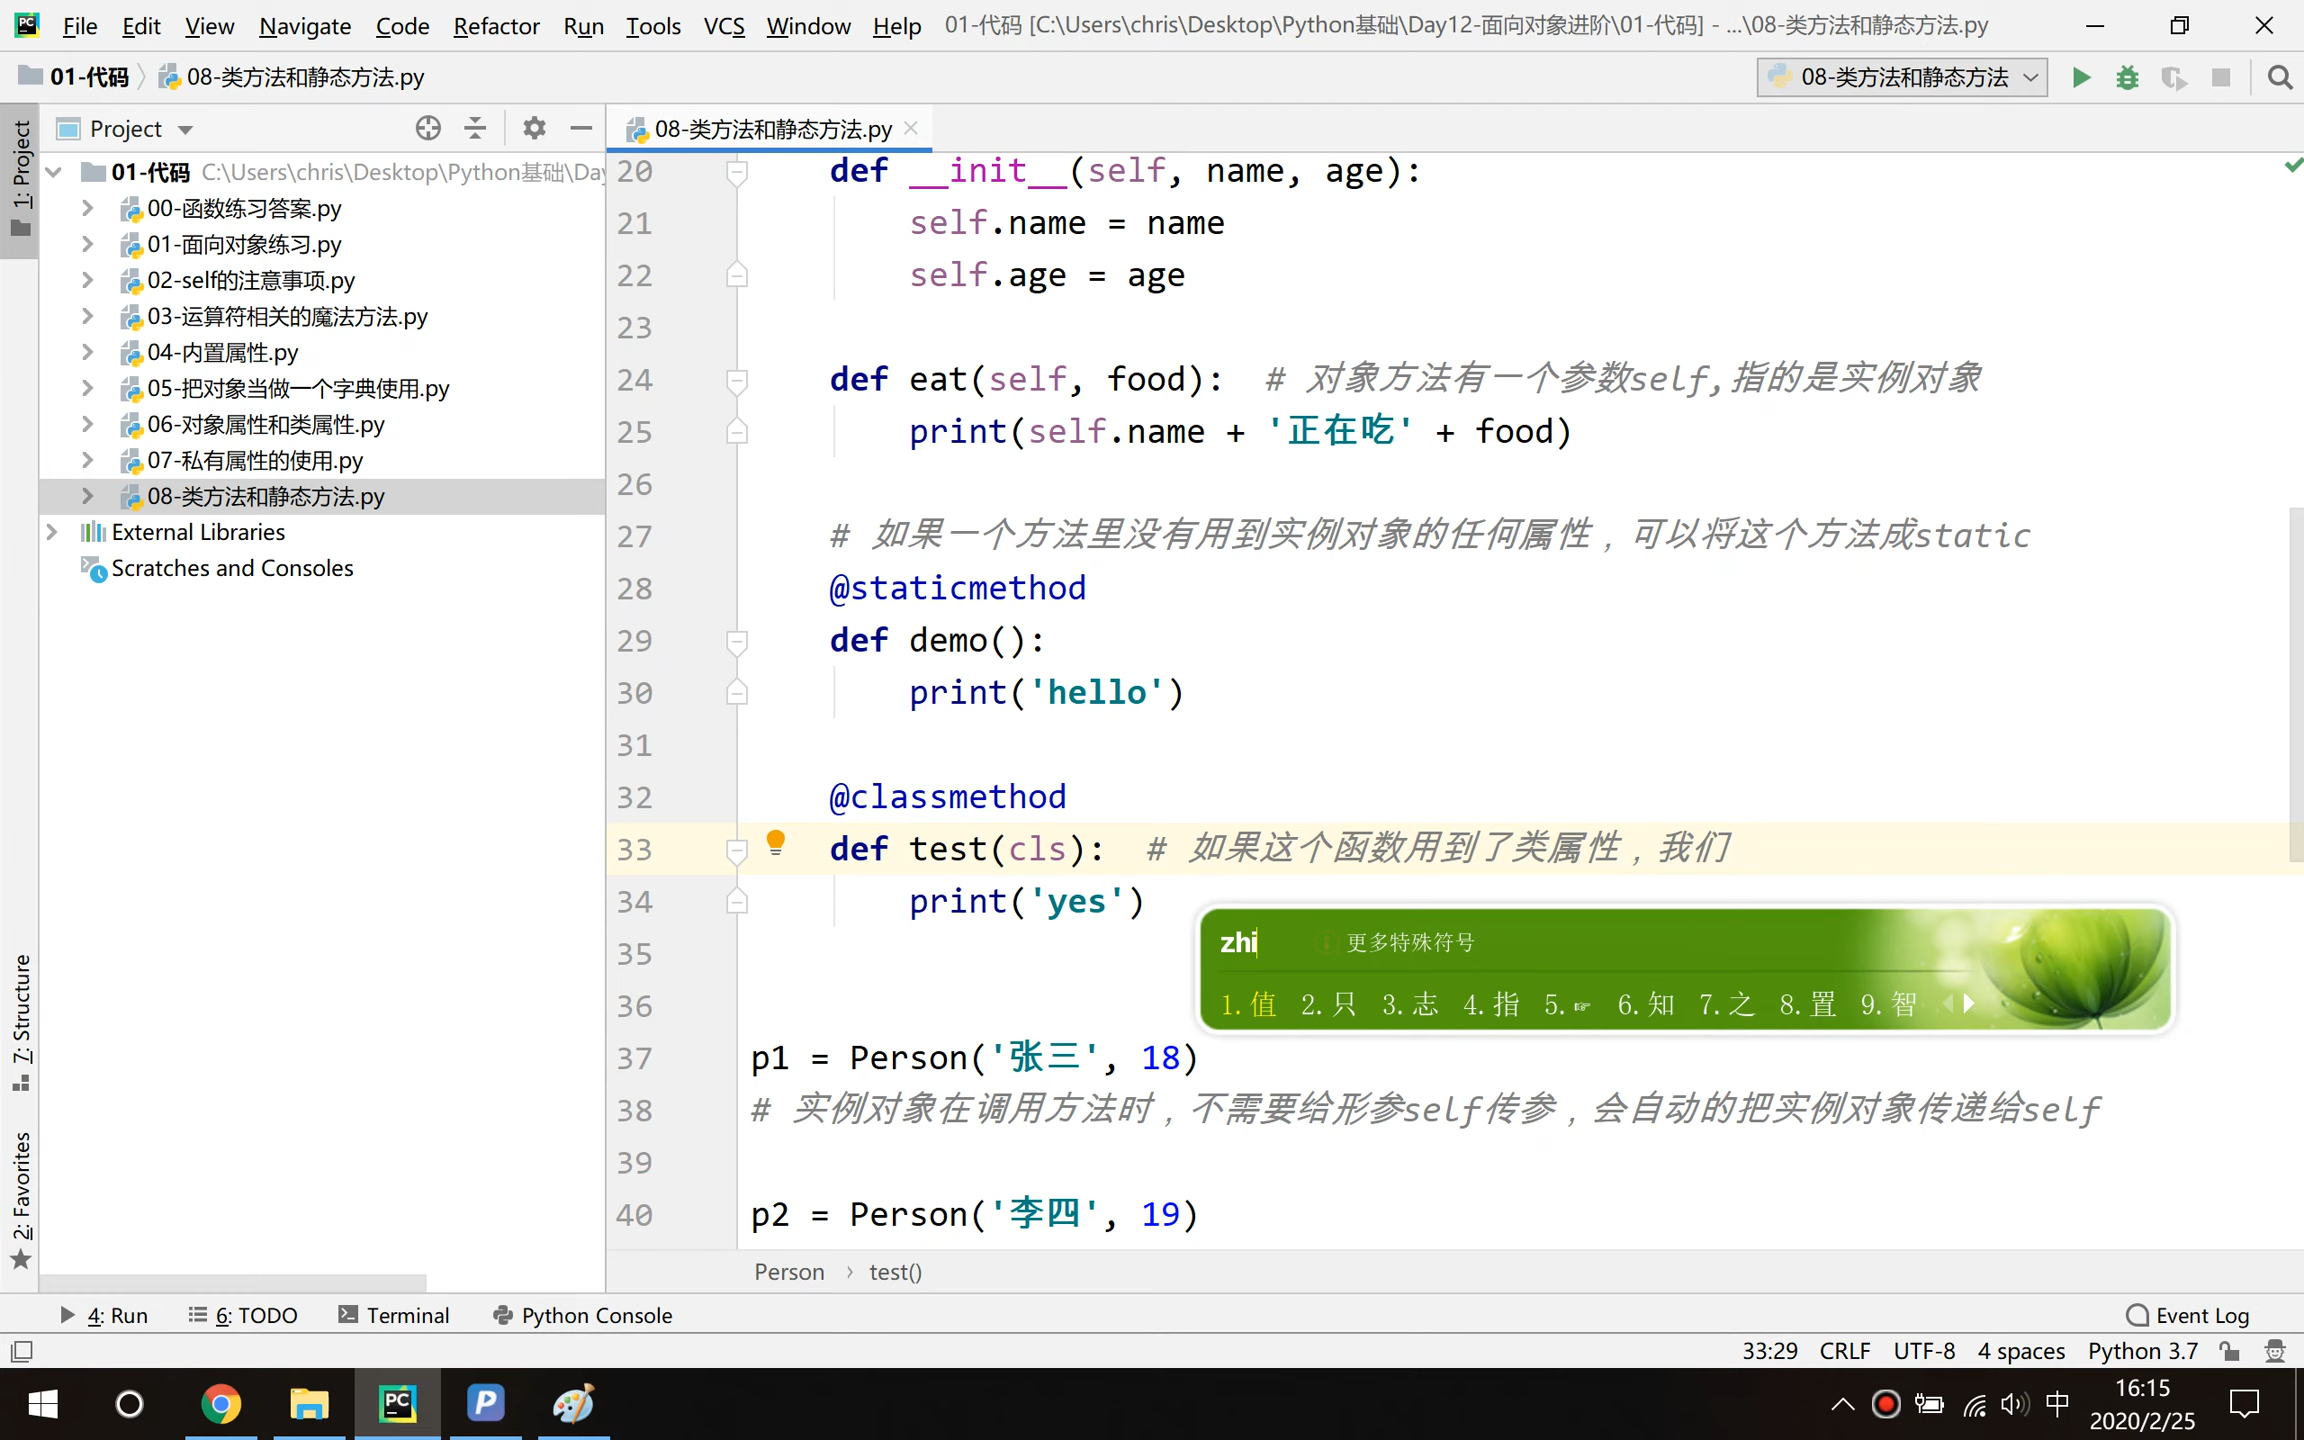 File Edit View Navigate Code Refactor Run Tools VCS Window Help 01-代码 [C:\Users\chris\Desktop\Python基础\Day12-面向对象进阶\01-代码] - ...\08-类方法和静态方法.py
01-代码 08-类方法和静态方法.py 08-类方法和静态方法
1: Project
Project
08-类方法和静态方法.py
01-代码 C:\Users\chris\Desktop\Python基础\Day
00-函数练习答案.py
01-面向对象练习.py
02-self的注意事项.py
03-运算符相关的魔法方法.py
04-内置属性.py
05-把对象当做一个字典使用.py
06-对象属性和类属性.py
07-私有属性的使用.py
08-类方法和静态方法.py
External Libraries
Scratches and Consoles
7: Structure
2: Favorites
20 def __init__(self, name, age):
21 self.name = name
22 self.age = age
23
24 def eat(self, food): # 对象方法有一个参数self,指的是实例对象
25 print(self.name + '正在吃' + food)
26
27 # 如果一个方法里没有用到实例对象的任何属性，可以将这个方法成static
28 @staticmethod
29 def demo():
30 print('hello')
31
32 @classmethod
33 def test(cls): # 如果这个函数用到了类属性，我们
34 print('yes')
35
36
37 p1 = Person('张三', 18)
38 # 实例对象在调用方法时，不需要给形参self传参，会自动的把实例对象传递给self
39
40 p2 = Person('李四', 19)
zhi 更多特殊符号
1.值 2.只 3.志 4.指 5.☞ 6.知 7.之 8.置 9.智
Person › test()
4: Run 6: TODO Terminal Python Console Event Log
33:29 CRLF UTF-8 4 spaces Python 3.7
中 16:15
2020/2/25